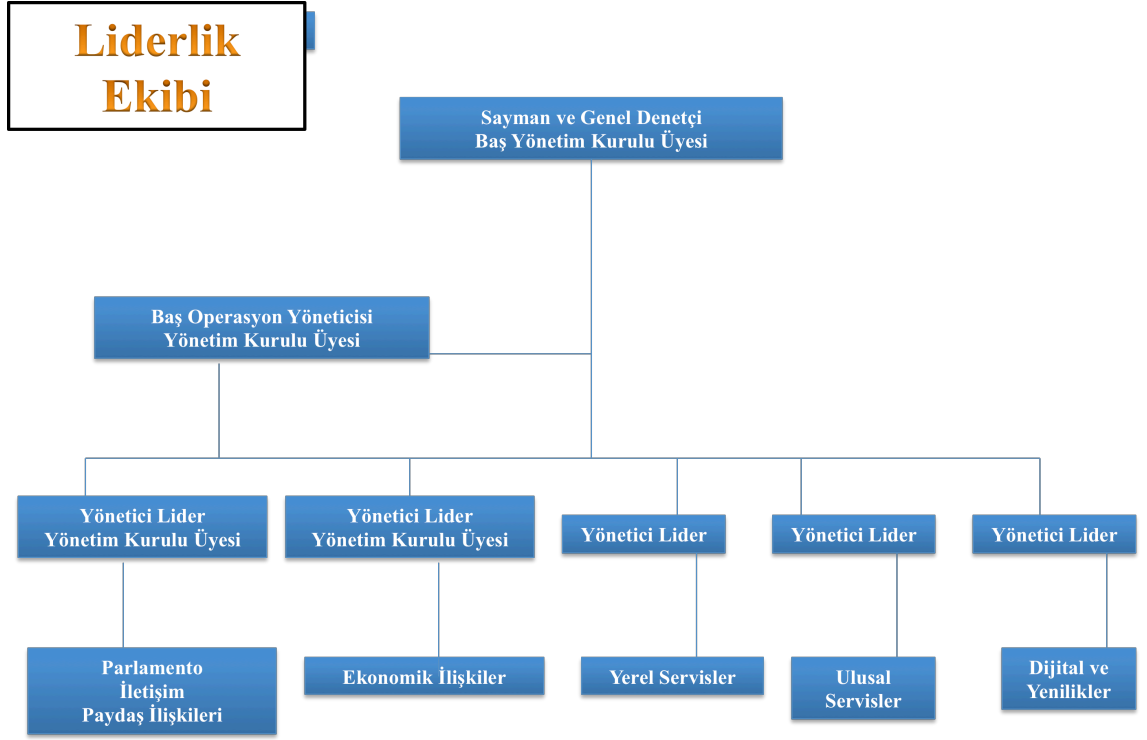 Liderlik
Ekibi
Sayman ve Genel Denetçi
Baş Yönetim Kurulu Üyesi
Baş Operasyon Yöneticisi
Yönetim Kurulu Üyesi
Yönetici Lider
Yönetim Kurulu Üyesi
Yönetici Lider
Yönetim Kurulu Üyesi
Yönetici Lider
Yönetici Lider
Yönetici Lider
Parlamento
İletişim
Paydaş İlişkileri
Ekonomik İlişkiler
Yerel Servisler
Ulusal
Servisler
Dijital ve
Yenilikler